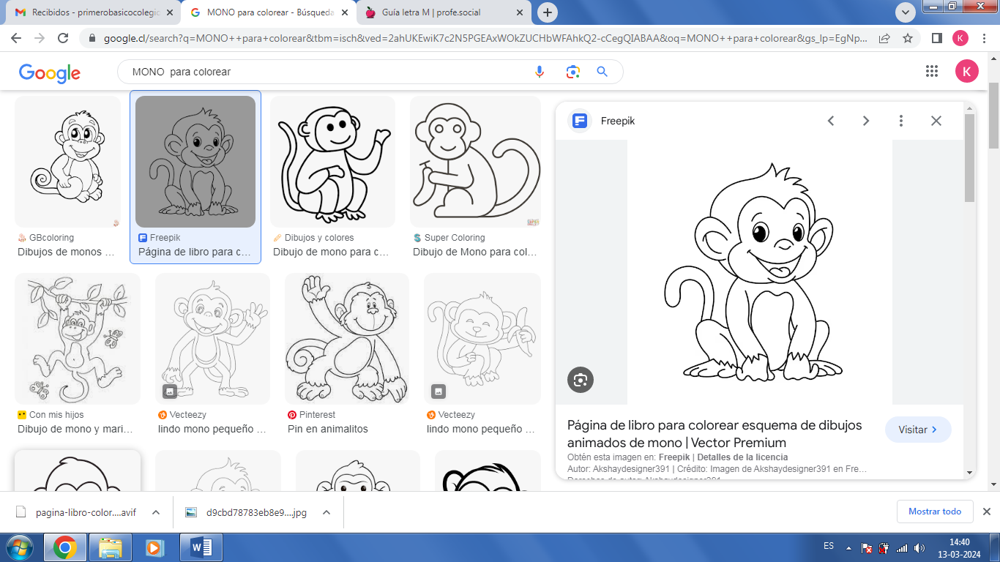 Recibidos - primerobasicocolegio
MONO para colorear - Búsqueda
Guía letra M | profe.social
google.cl/search?q=MONO++para+colorear&tbm=isch&ved=2ahUKEwiK7c2N5PGEAxWOkZUCHbWFAhkQ2-cCegQIABAA&oq=MONO++para+colorear&gs_lp=EgNp...
K
Google
MONO  para colorear
K
GBcoloring
Dibujos de monos ...
Freepik
Página de libro para c...
Dibujos y colores
Dibujo de mono para c...
Super Coloring
Dibujo de Mono para col...
Con mis hijos
Dibujo de mono y mari...
Vecteezy
lindo mono pequeño ...
Pinterest
Pin en animalitos
Vecteezy
lindo mono pequeño ...
Freepik
Página de libro para colorear esquema de dibujos
animados de mono | Vector Premium
Visitar
Obtén esta imagen en: Freepik | Detalles de la licencia
Autor: Akshaydesigner391 | Crédito: Imagen de Akshaydesigner391 en Fre...
Derechos de autor: Akshaydesigner391
pagina-libro-color....avif
d9cbd78783eb8e9....jpg
Mostrar todo
ES
14:40
13-03-2024